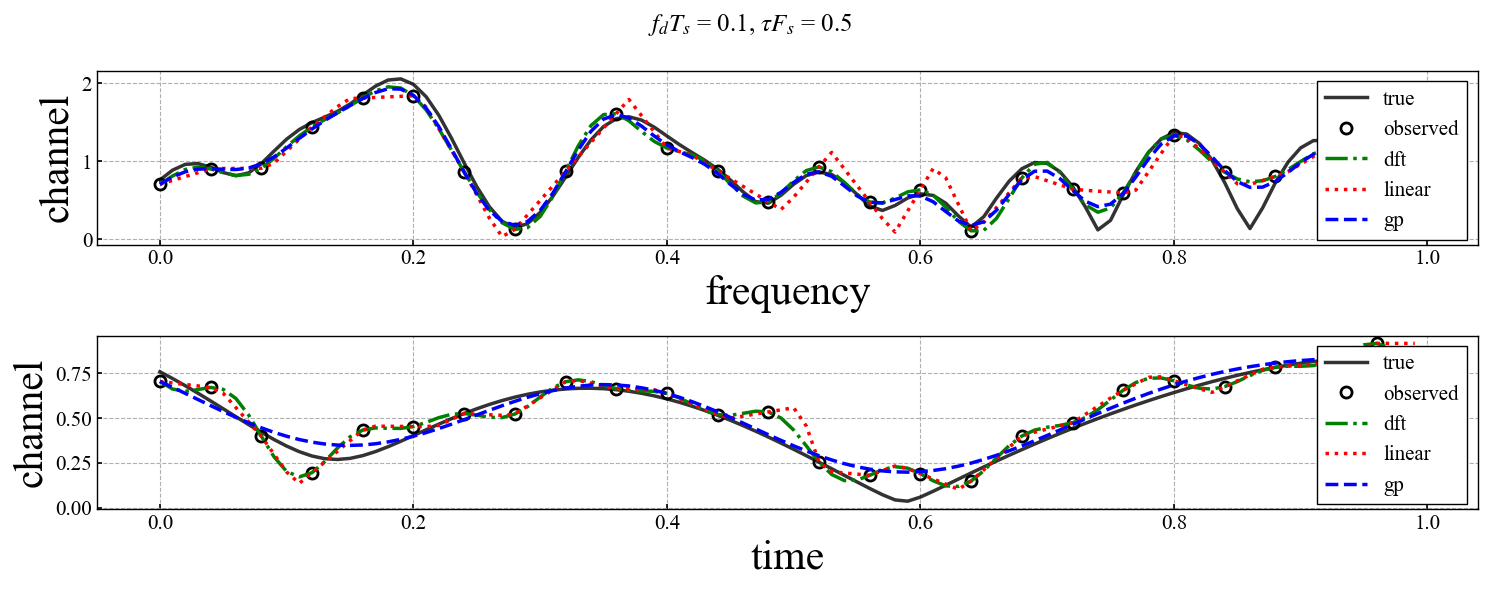 f_d T_s = 0.1, τF_s = 0.5
channel
2
1
0
true
observed
dft
linear
gp
0.0 0.2 0.4 0.6 0.8 1.0
frequency
channel
0.75
0.50
0.25
0.00
true
observed
dft
linear
gp
0.0 0.2 0.4 0.6 0.8 1.0
time